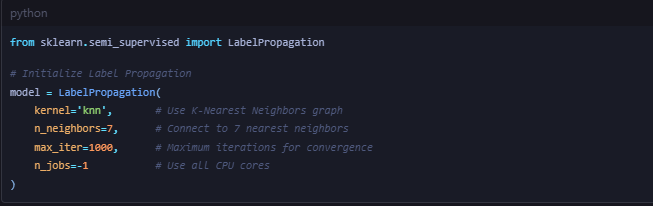 python
from sklearn.semi_supervised import LabelPropagation
# Initialize Label Propagation
model = LabelPropagation(
    kernel='knn',       # Use K-Nearest Neighbors graph
    n_neighbors=7,      # Connect to 7 nearest neighbors
    max_iter=1000,      # Maximum iterations for convergence
    n_jobs=-1           # Use all CPU cores
)